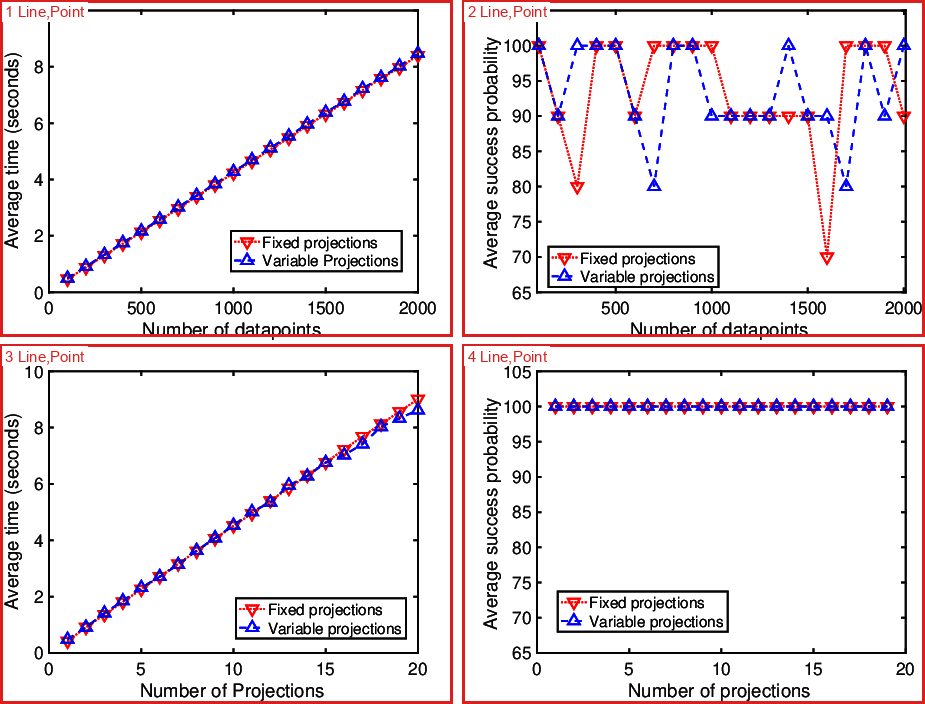 1 Line,Point
Average time (seconds)
8
6
4
2
0
0 500 1000 1500 2000
Number of datapoints
Fixed projections
Variable Projections
2 Line,Point
Average success probability
100
95
90
85
80
75
70
65
500 1000 1500 2000
Number of datapoints
Fixed projections
Variable projections
3 Line,Point
Average time (seconds)
10
8
6
4
2
0
0 5 10 15 20
Number of Projections
Fixed projections
Variable projections
4 Line,Point
Average success probability
105
100
95
90
85
80
75
70
65
0 5 10 15 20
Number of projections
Fixed projections
Variable projections